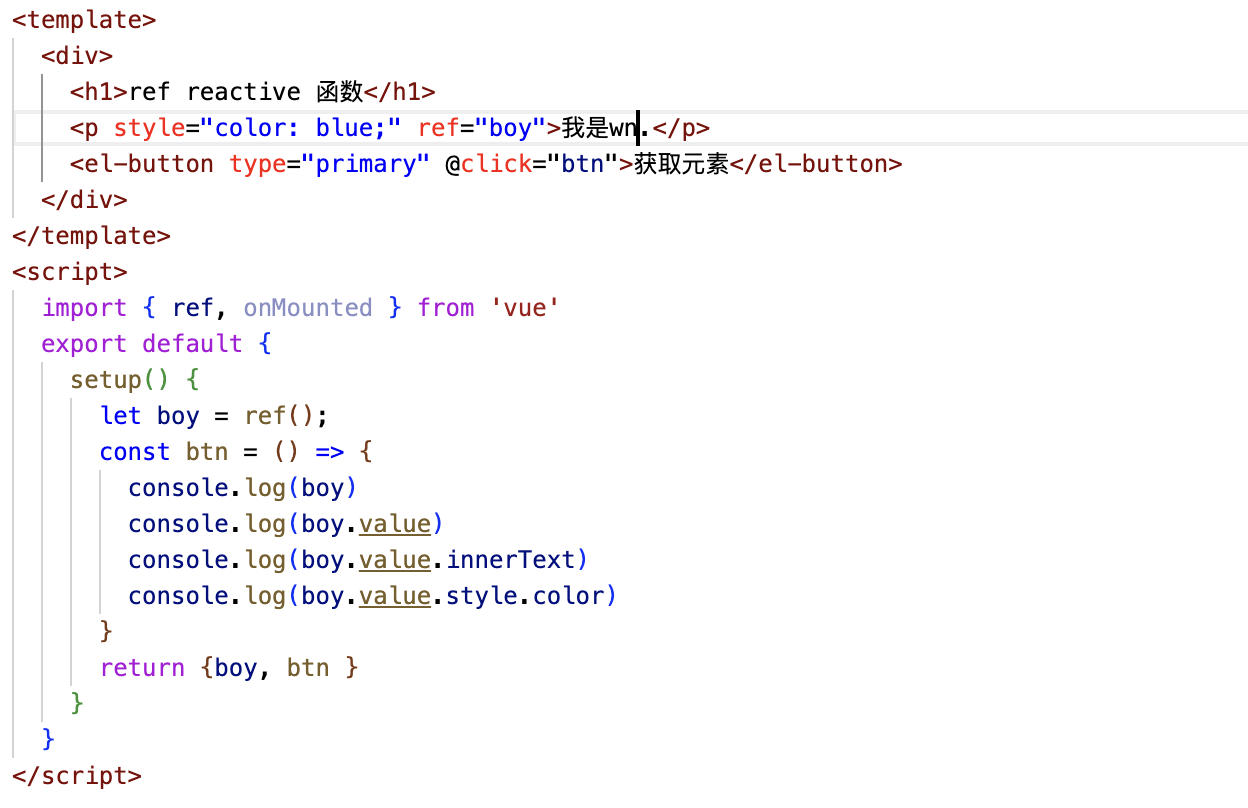 <template>
<div>
<h1>ref reactive 函数</h1>
<p style="color: blue;" ref="boy">我是wn.</p>
<el-button type="primary" @click="btn">获取元素</el-button>
</div>
</template>
<script>
import { ref, onMounted } from 'vue'
export default {
setup() {
let boy = ref();
const btn = () => {
console.log(boy)
console.log(boy.value)
console.log(boy.value.innerText)
console.log(boy.value.style.color)
}
return {boy, btn }
}
}
</script>